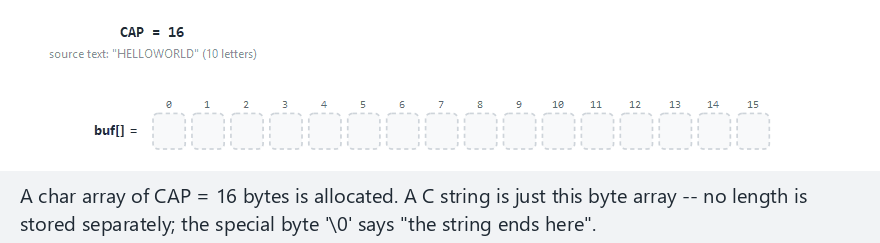 CAP = 16
source text: "HELLOWORLD" (10 letters)
0 1 2 3 4 5 6 7 8 9 10 11 12 13 14 15
buf[] =
A char array of CAP = 16 bytes is allocated. A C string is just this byte array -- no length is
stored separately; the special byte '\0' says "the string ends here".